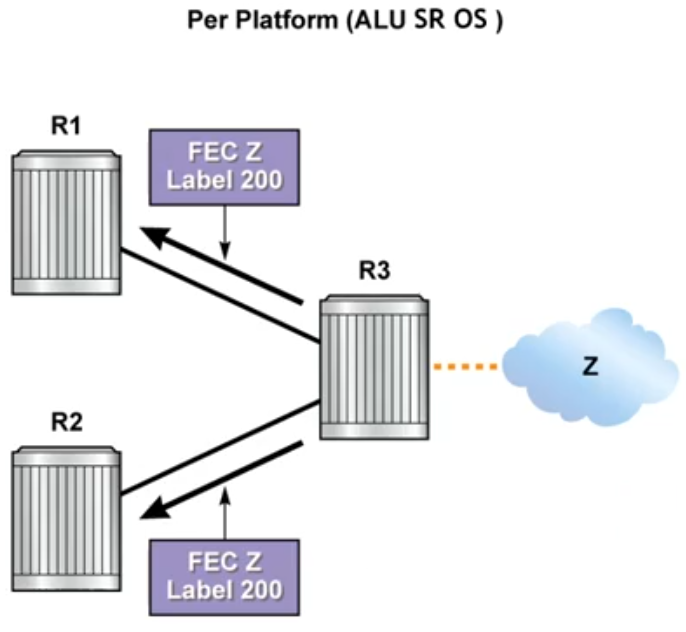 Per Platform (ALU SR OS )
R1
FEC Z
Label 200
R3
Z
R2
FEC Z
Label 200